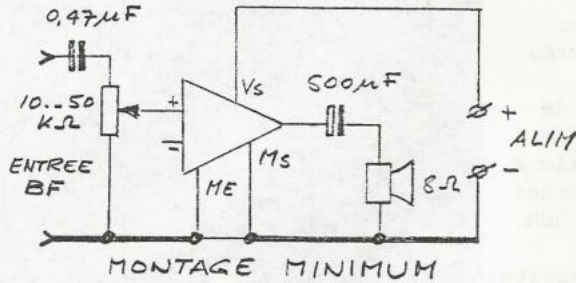 0,47µF
500µF
Vs
10..50
KΩ
+
-
+
ALIM
-
ENTREE
BF
ME
Ms
8Ω
MONTAGE MINIMUM